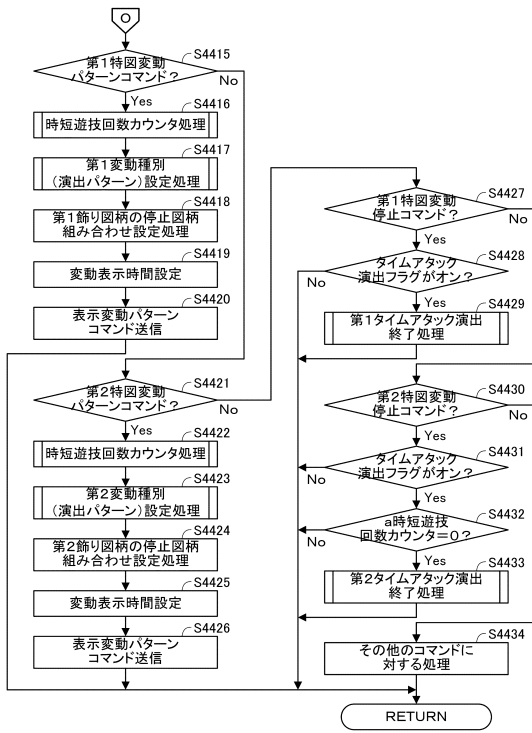 O
S4415
第1特図変動
パターンコマンド?
No
Yes
S4416
時短遊技回数カウンタ処理
S4417
第1変動種別
(演出パターン)設定処理
S4418
第1飾り図柄の停止図柄
組み合わせ設定処理
S4419
変動表示時間設定
S4420
表示変動パターン
コマンド送信
S4421
第2特図変動
パターンコマンド?
No
Yes
S4422
時短遊技回数カウンタ処理
S4423
第2変動種別
(演出パターン)設定処理
S4424
第2飾り図柄の停止図柄
組み合わせ設定処理
S4425
変動表示時間設定
S4426
表示変動パターン
コマンド送信
S4427
第1特図変動
停止コマンド?
No
Yes
S4428
タイムアタック
演出フラグがオン?
No
Yes
S4429
第1タイムアタック演出
終了処理
S4430
第2特図変動
停止コマンド?
No
Yes
S4431
タイムアタック
演出フラグがオン?
No
Yes
S4432
a時短遊技
回数カウンタ=0?
No
Yes
S4433
第2タイムアタック演出
終了処理
S4434
その他のコマンドに
対する処理
RETURN